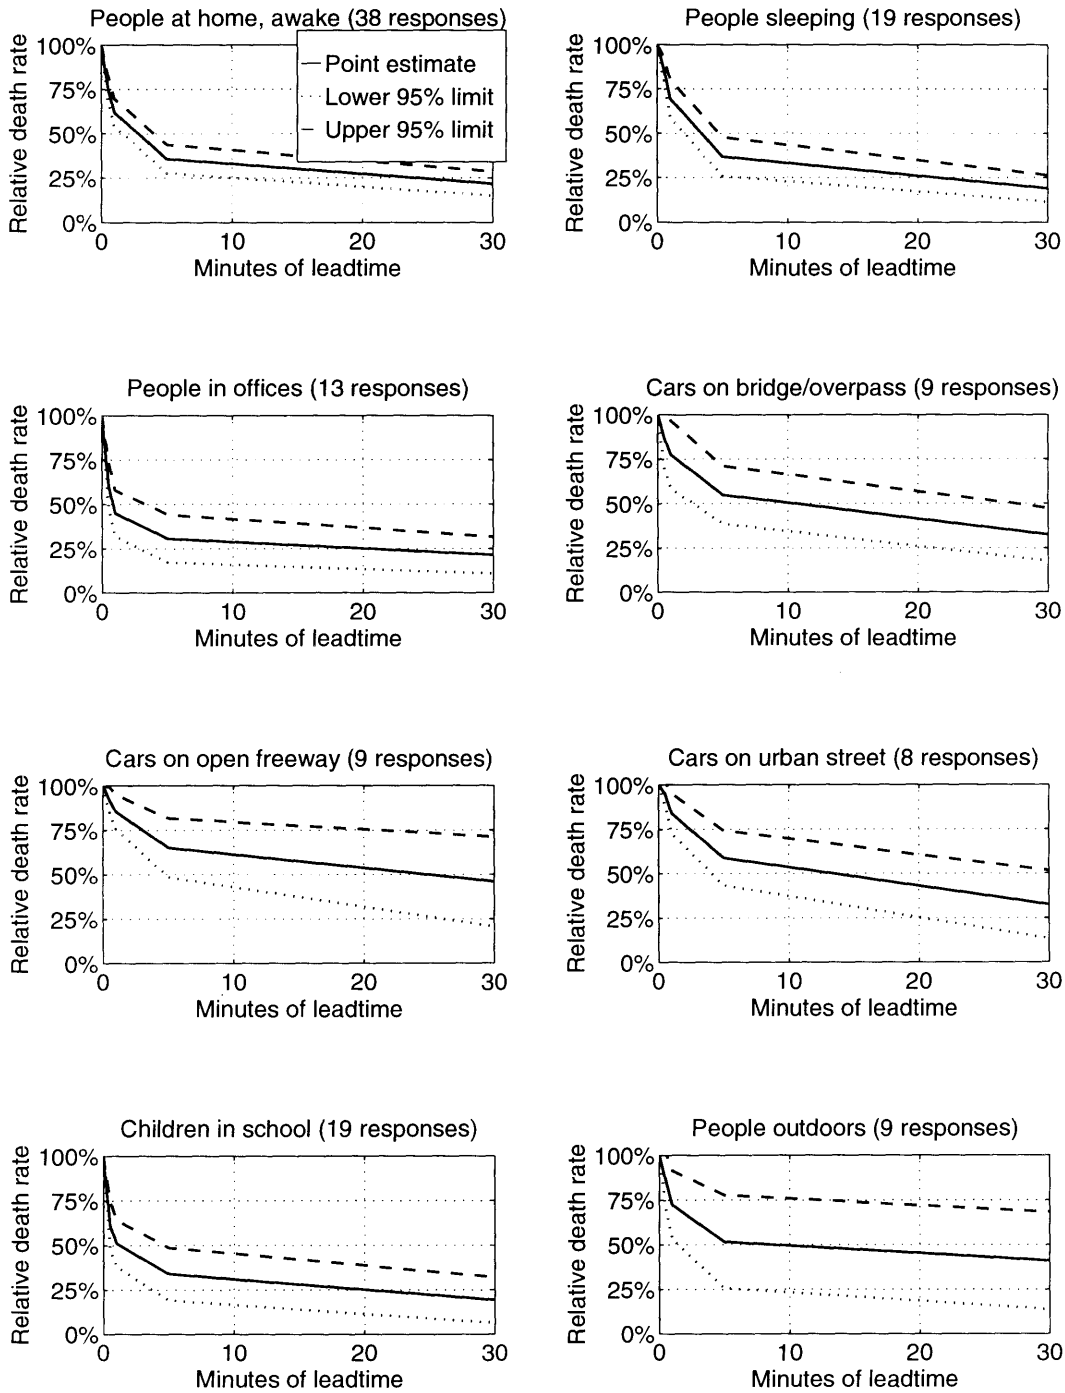 People at home, awake (38 responses)
Relative death rate
100%
75%
50%
25%
0%
Point estimate
Lower 95% limit
Upper 95% limit
0 10 20 30
Minutes of leadtime
People sleeping (19 responses)
Relative death rate
100%
75%
50%
25%
0%
0 10 20 30
Minutes of leadtime
People in offices (13 responses)
Relative death rate
100%
75%
50%
25%
0%
0 10 20 30
Minutes of leadtime
Cars on bridge/overpass (9 responses)
Relative death rate
100%
75%
50%
25%
0%
0 10 20 30
Minutes of leadtime
Cars on open freeway (9 responses)
Relative death rate
100%
75%
50%
25%
0%
0 10 20 30
Minutes of leadtime
Cars on urban street (8 responses)
Relative death rate
100%
75%
50%
25%
0%
0 10 20 30
Minutes of leadtime
Children in school (19 responses)
Relative death rate
100%
75%
50%
25%
0%
0 10 20 30
Minutes of leadtime
People outdoors (9 responses)
Relative death rate
100%
75%
50%
25%
0%
0 10 20 30
Minutes of leadtime